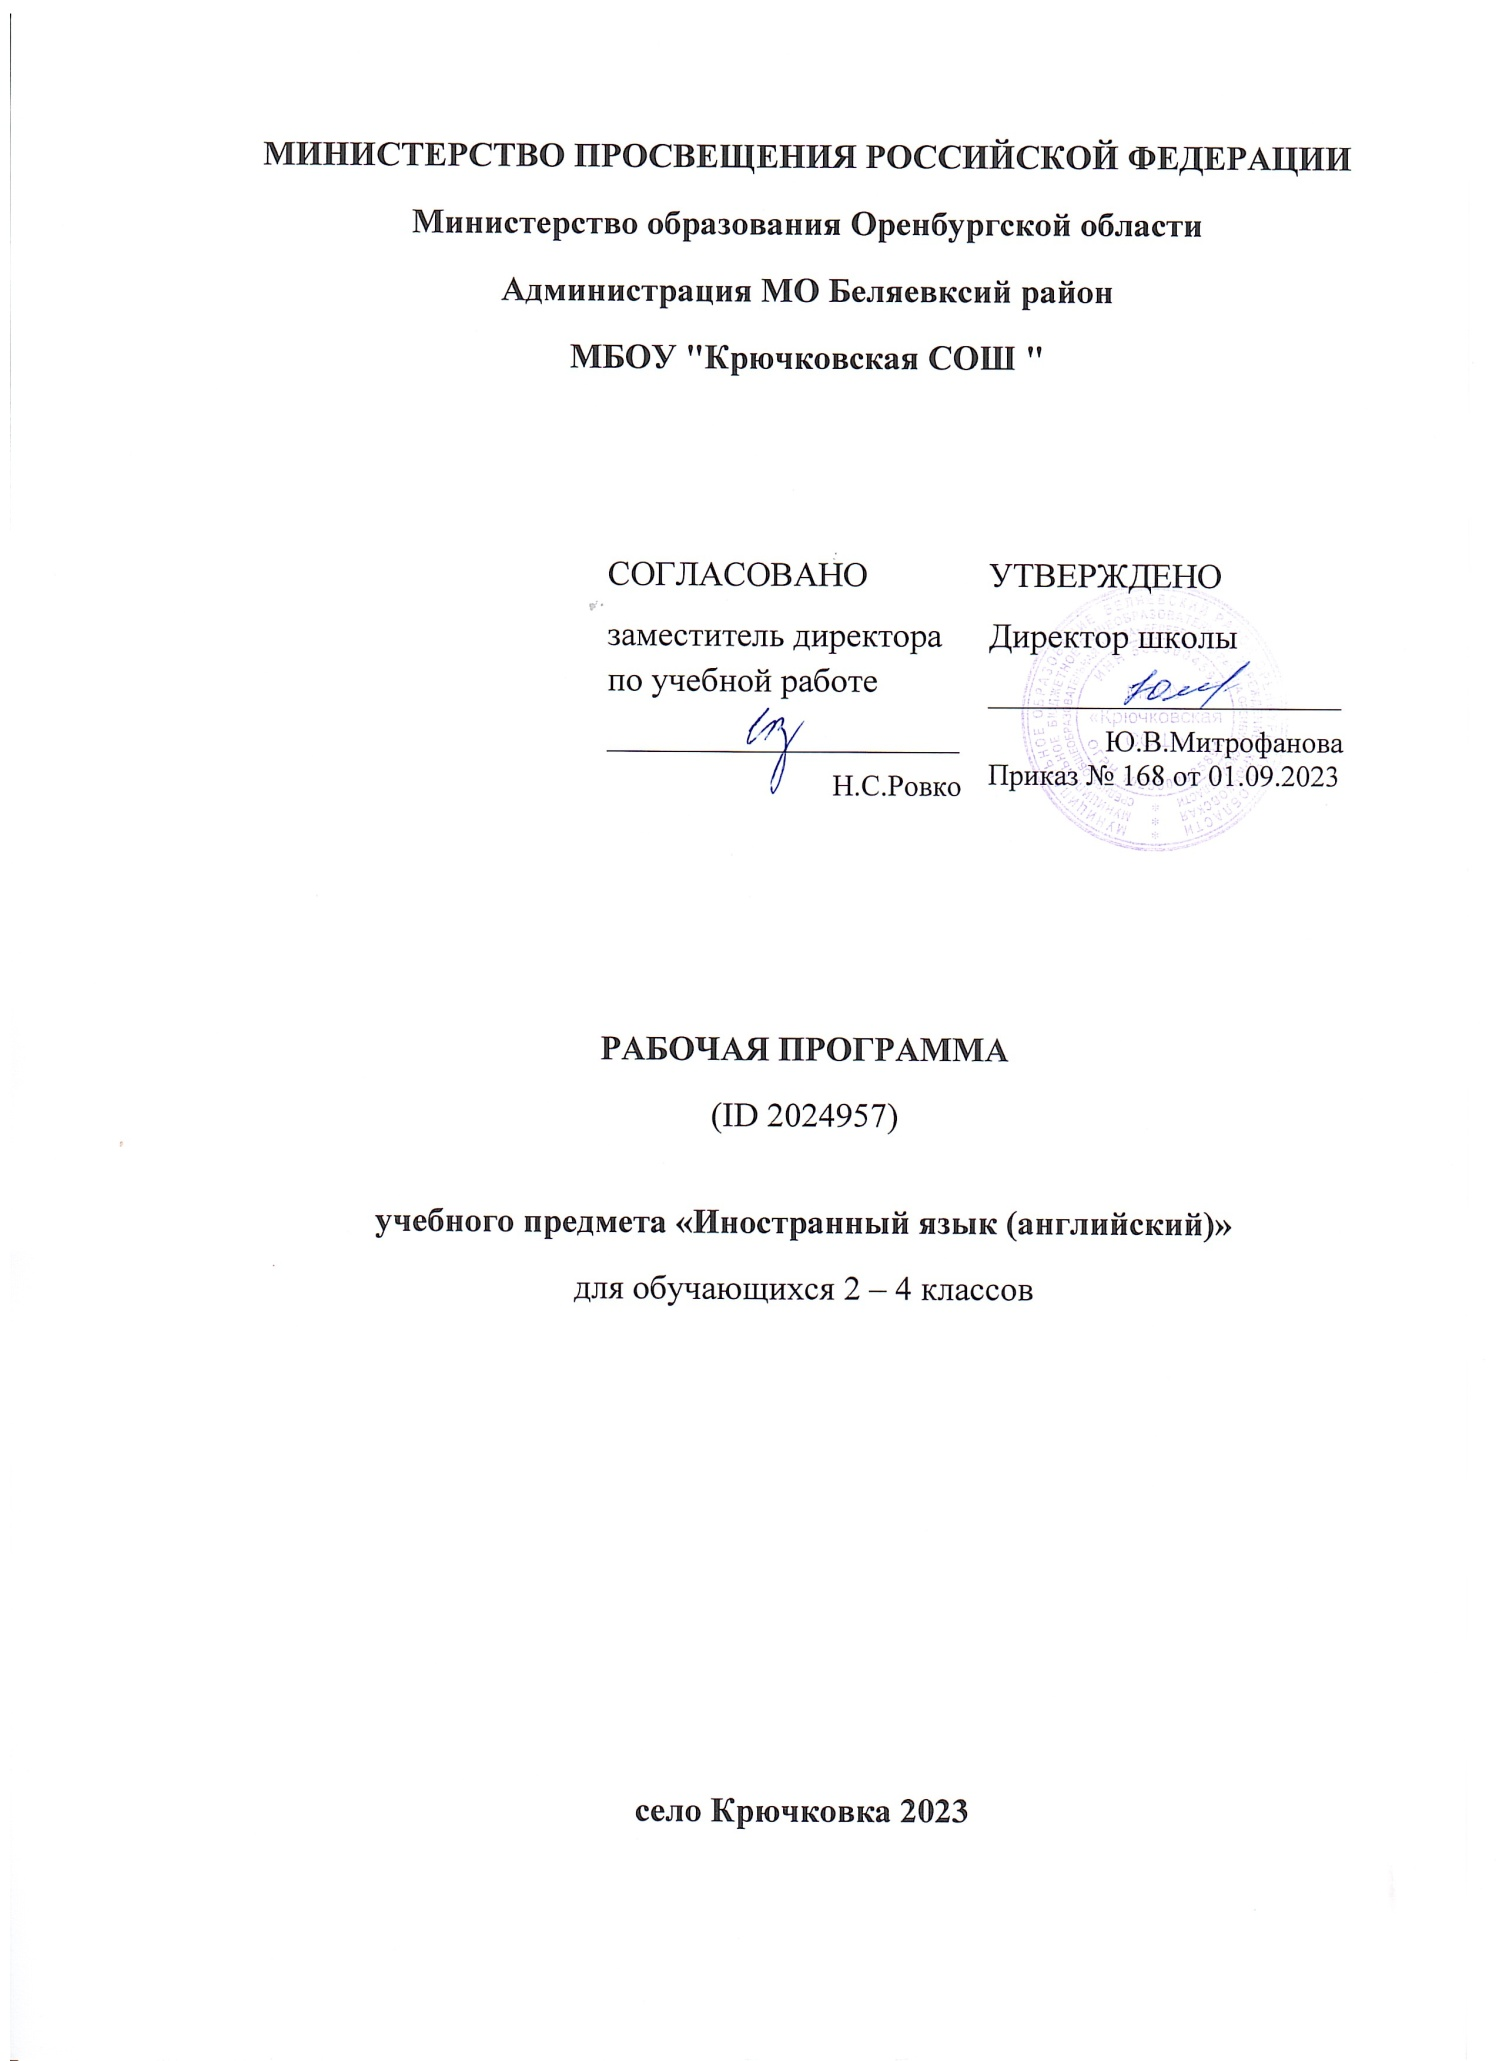 МИНИСТЕРСТВО ПРОСВЕЩЕНИЯ РОССИЙСКОЙ ФЕДЕРАЦИИ
Министерство образования Оренбургской области
Администрация МО Беляевксий район
МБОУ "Крючковская СОШ "
СОГЛАСОВАНО
заместитель директора
по учебной работе
Н.С.Ровко
УТВЕРЖДЕНО
Директор школы
«Крючковская
Ю.В.Митрофанова
Приказ № 168 от 01.09.2023
РАБОЧАЯ ПРОГРАММА
(ID 2024957)
учебного предмета «Иностранный язык (английский)»
для обучающихся 2 – 4 классов
село Крючковка 2023